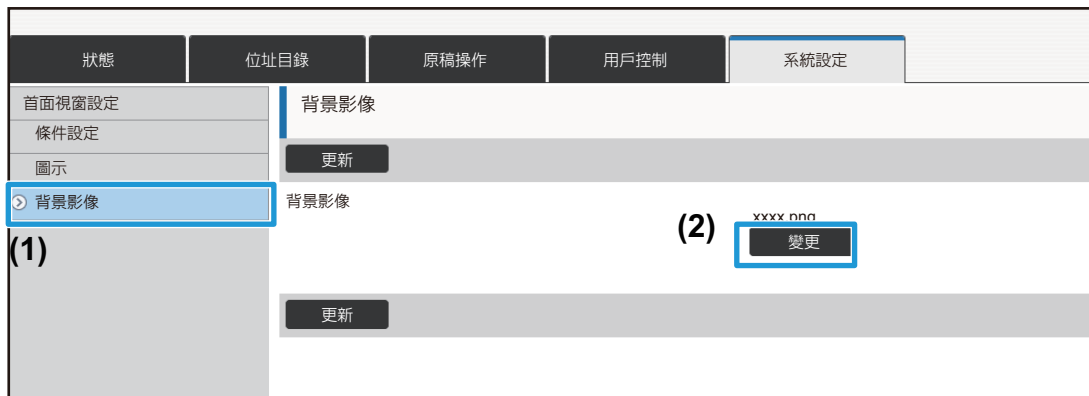 狀態 位址目錄 原稿操作 用戶控制 系統設定
首面視窗設定
背景影像
條件設定
更新
圖示
背景影像
背景影像
xxxx.png
(1)
(2)
變更
更新